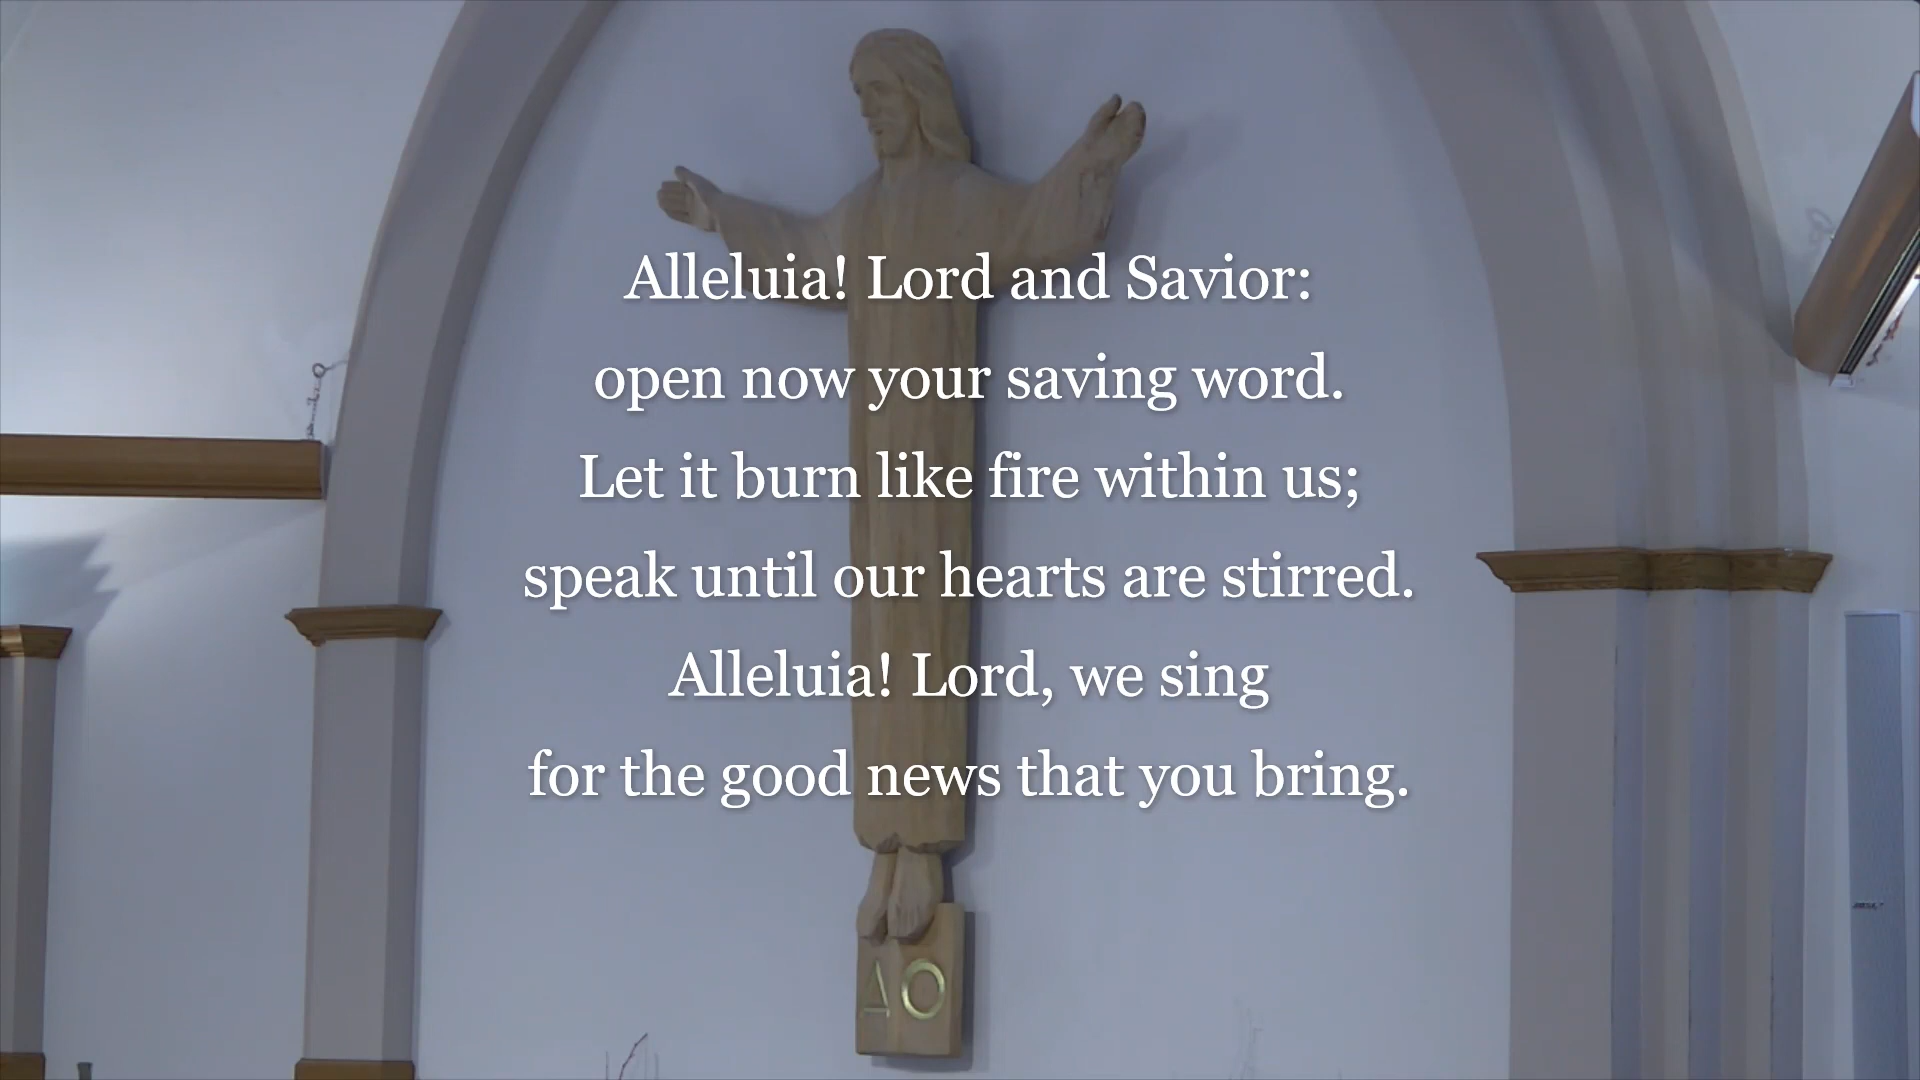 Alleluia! Lord and Savior:
open now your saving word.
Let it burn like fire within us;
speak until our hearts are stirred.
Alleluia! Lord, we sing
for the good news that you bring.
ΑΟ